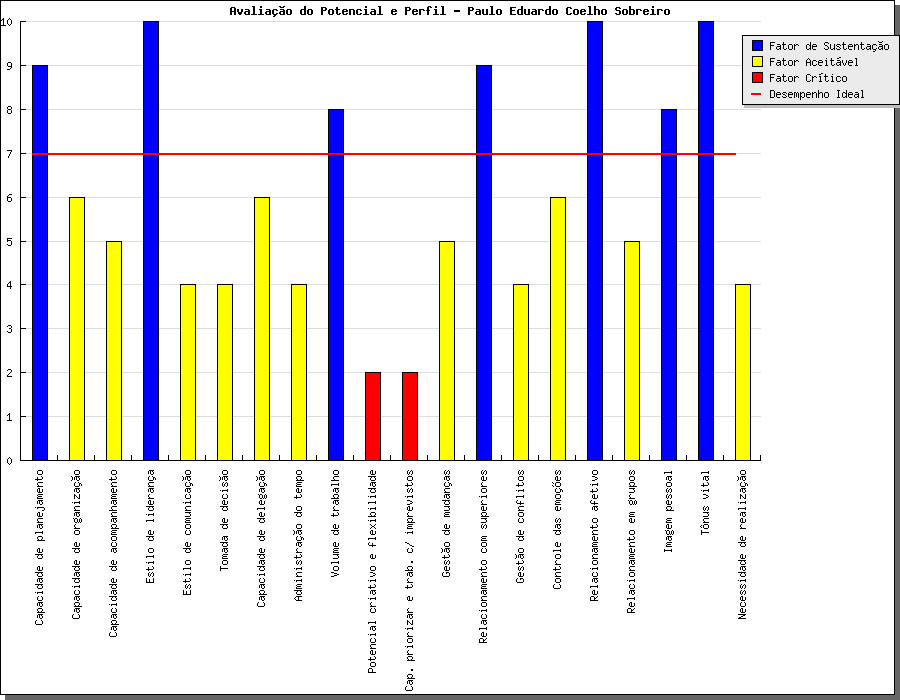 Avaliação do Potencial e Perfil - Paulo Eduardo Coelho Sobreiro
Fator de Sustentação
Fator Aceitável
Fator Crítico
Desempenho Ideal
10
9
8
7
6
5
4
3
2
1
0
Capacidade de planejamento
Capacidade de organização
Capacidade de acompanhamento
Estilo de liderança
Estilo de comunicação
Tomada de decisão
Capacidade de delegação
Administração do tempo
Volume de trabalho
Potencial criativo e flexibilidade
Cap. priorizar e trab. c/ imprevistos
Gestão de mudanças
Relacionamento com superiores
Gestão de conflitos
Controle das emoções
Relacionamento afetivo
Relacionamento em grupos
Imagem pessoal
Tônus vital
Necessidade de realização